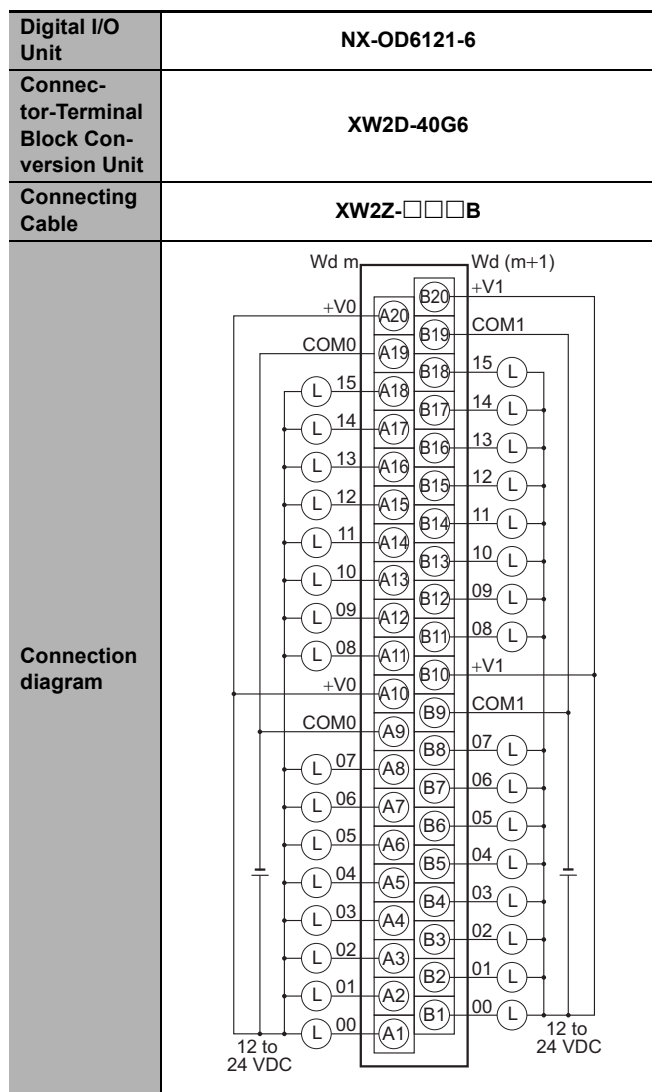 Digital I/O
Unit
NX-OD6121-6
Connec-
tor-Terminal
Block Con-
version Unit
XW2D-40G6
Connecting
Cable
XW2Z-□□□B
Connection
diagram
Wd m
Wd (m+1)
B20 +V1
+V0 A20
B19 COM1
COM0 A19
B18 15 L
L 15 A18
B17 14 L
L 14 A17
B16 13 L
L 13 A16
B15 12 L
L 12 A15
B14 11 L
L 11 A14
B13 10 L
L 10 A13
B12 09 L
L 09 A12
B11 08 L
L 08 A11
B10 +V1
+V0 A10
B9 COM1
COM0 A9
B8 07 L
L 07 A8
B7 06 L
L 06 A7
B6 05 L
L 05 A6
B5 04 L
L 04 A5
B4 03 L
L 03 A4
B3 02 L
L 02 A3
B2 01 L
L 01 A2
B1 00 L
L 00 A1
12 to
24 VDC
12 to
24 VDC